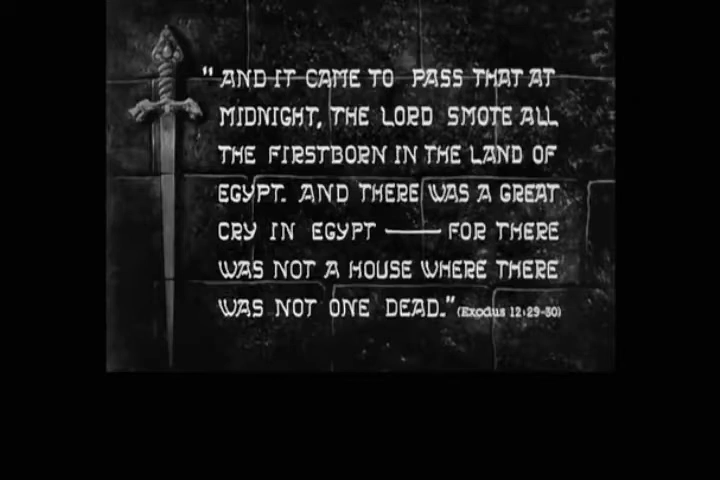 "AND IT CAME TO PASS THAT AT
MIDNIGHT, THE LORD SMOTE ALL
THE FIRSTBORN IN THE LAND OF
EGYPT. AND THERE WAS A GREAT
CRY IN EGYPT — FOR THERE
WAS NOT A HOUSE WHERE THERE
WAS NOT ONE DEAD." (Exodus 12:29-30)